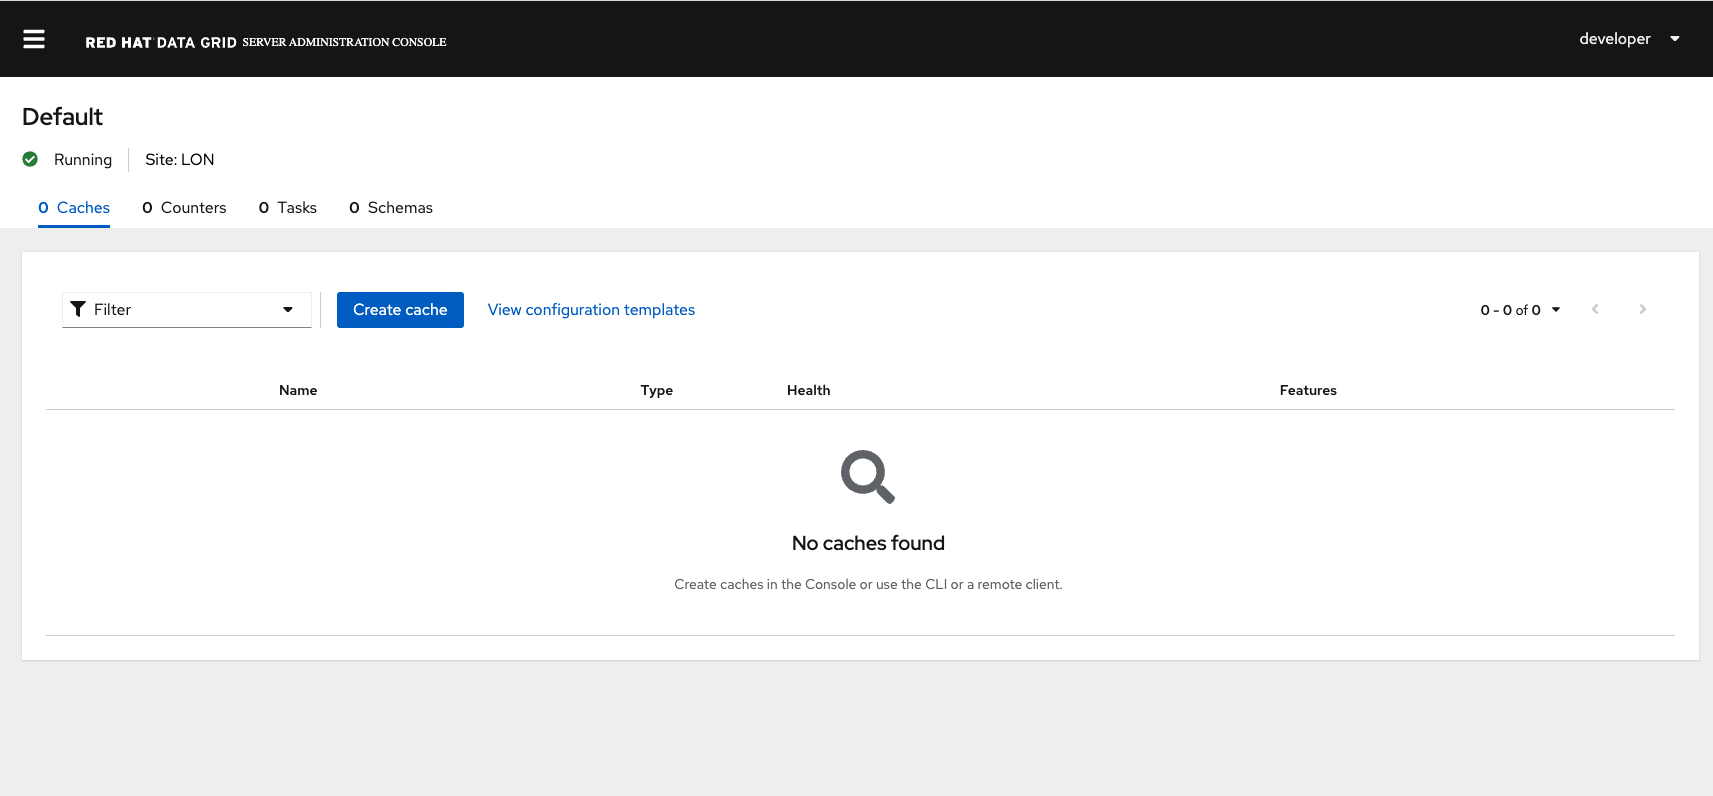 RED HAT DATA GRID SERVER ADMINISTRATION CONSOLE developer
Default
Running Site: LON
0 Caches 0 Counters 0 Tasks 0 Schemas
Filter Create cache View configuration templates 0 - 0 of 0
Name Type Health Features
No caches found
Create caches in the Console or use the CLI or a remote client.